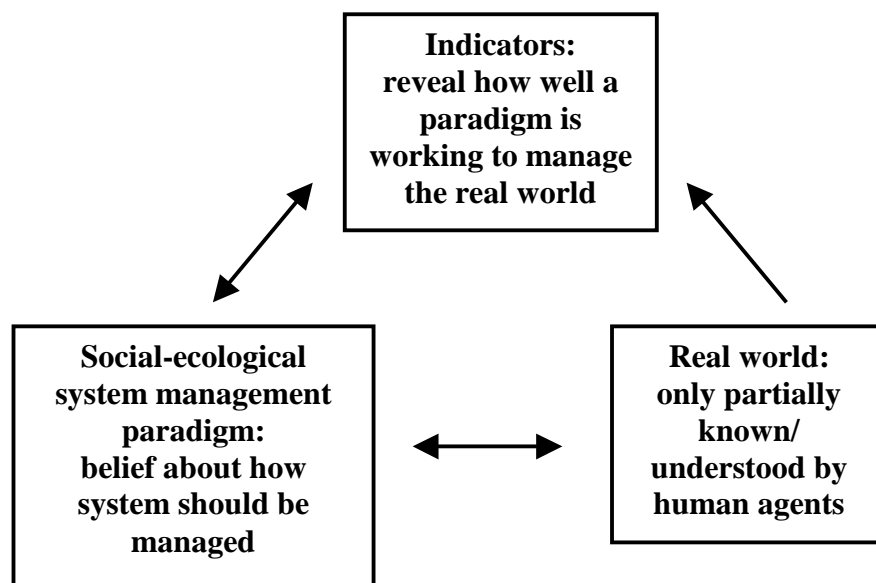 Indicators:
reveal how well a
paradigm is
working to manage
the real world
Social-ecological
system management
paradigm:
belief about how
system should be
managed
Real world:
only partially
known/
understood by
human agents